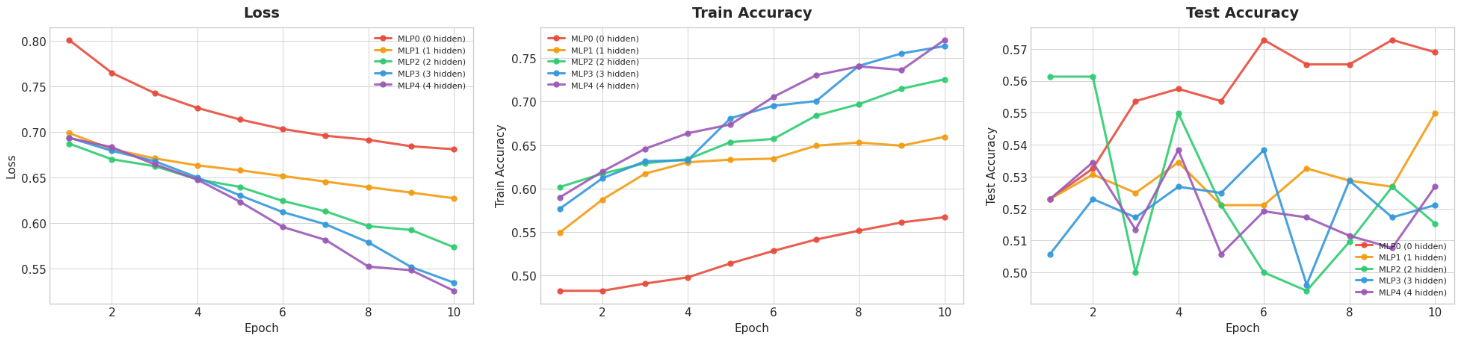 Loss
0.80
0.75
0.70
0.65
0.60
0.55
Loss
MLP0 (0 hidden)
MLP1 (1 hidden)
MLP2 (2 hidden)
MLP3 (3 hidden)
MLP4 (4 hidden)
2 4 6 8 10
Epoch
Train Accuracy
0.75
0.70
0.65
0.60
0.55
0.50
Train Accuracy
MLP0 (0 hidden)
MLP1 (1 hidden)
MLP2 (2 hidden)
MLP3 (3 hidden)
MLP4 (4 hidden)
2 4 6 8 10
Epoch
Test Accuracy
0.57
0.56
0.55
0.54
0.53
0.52
0.51
0.50
Test Accuracy
MLP0 (0 hidden)
MLP1 (1 hidden)
MLP2 (2 hidden)
MLP3 (3 hidden)
MLP4 (4 hidden)
2 4 6 8 10
Epoch